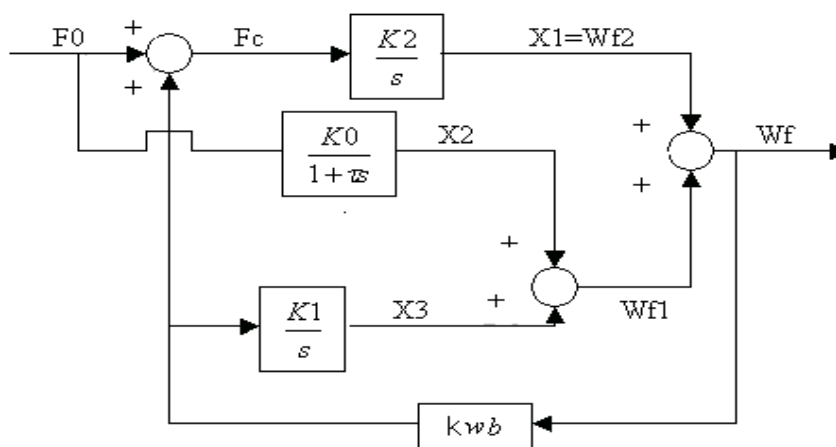 F0
+
+
Fc
K2
s
X1=Wf2
+
+
Wf
K0
1+τs
X2
+
+
Wf1
K1
s
X3
kwb